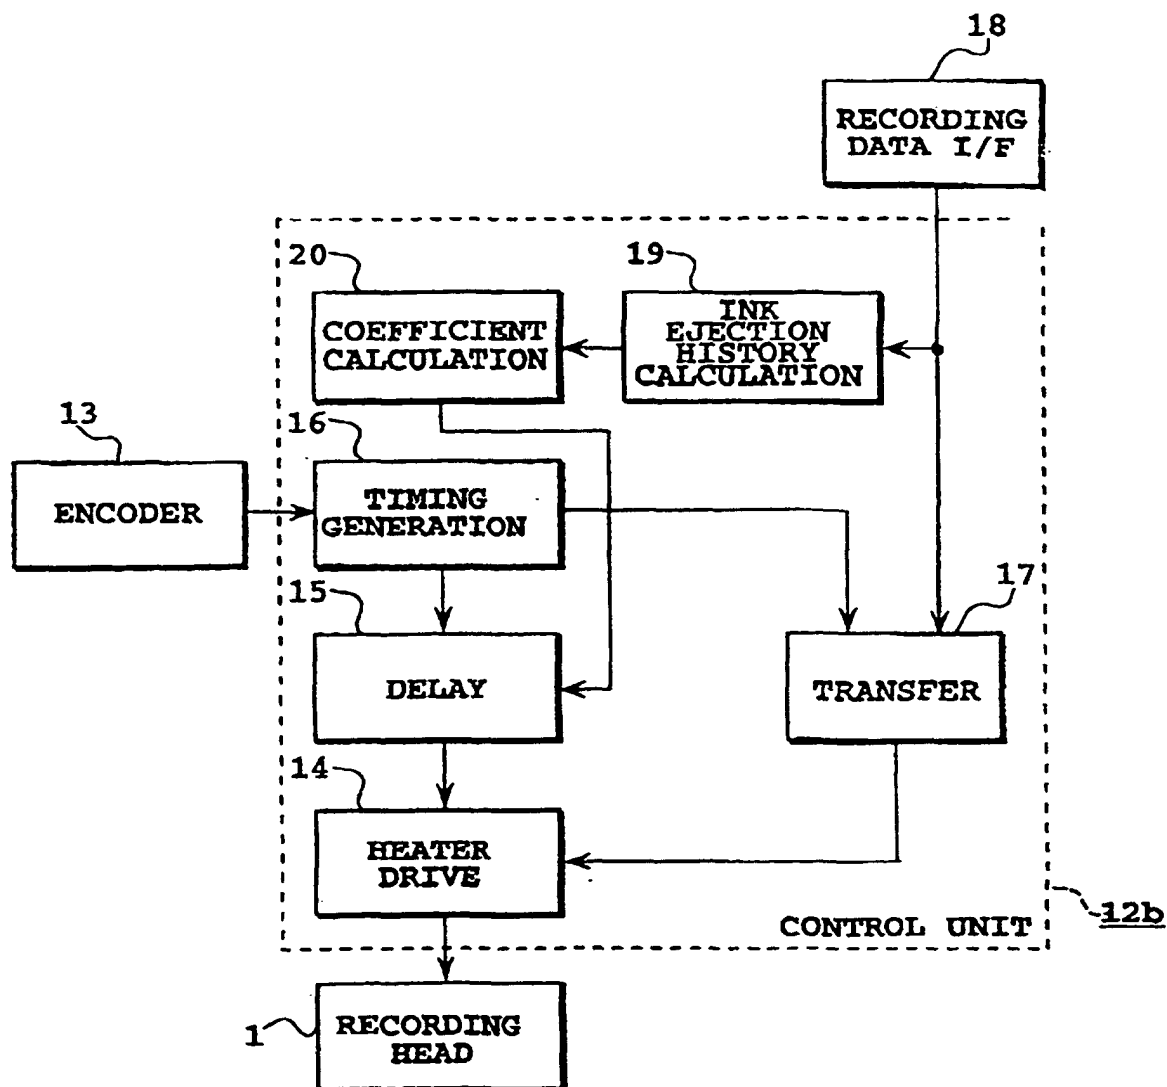 18
RECORDING
DATA I/F
20
19
COEFFICIENT
CALCULATION
INK
EJECTION
HISTORY
CALCULATION
13
16
ENCODER
TIMING
GENERATION
15
17
DELAY
TRANSFER
14
HEATER
DRIVE
CONTROL UNIT
12b
1
RECORDING
HEAD